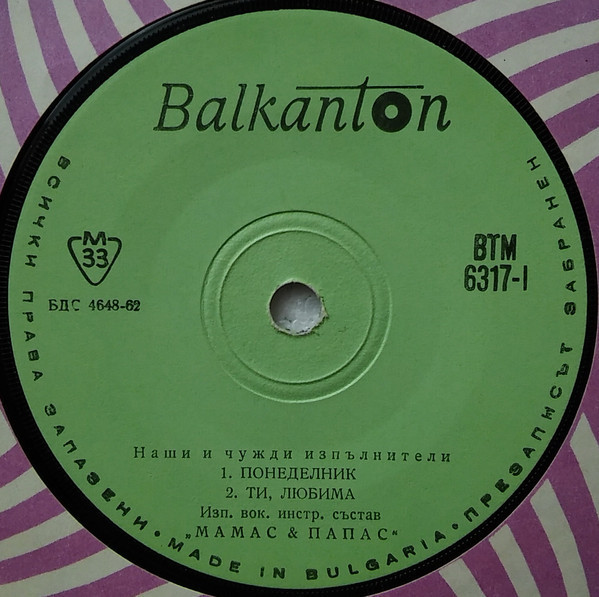 Balkanton
М
33
БДС 4648-62
ВТМ
6317-I
Наши и чужди изпълнители
1. ПОНЕДЕЛНИК
2. ТИ, ЛЮБИМА
Изп. вок. инстр. състав
„МАМАС & ПАПАС“
ВСИЧКИ ПРАВА ЗАПАЗЕНИ • MADE IN BULGARIA • ПРЕЗАПИСЪТ ЗАБРАНЕН